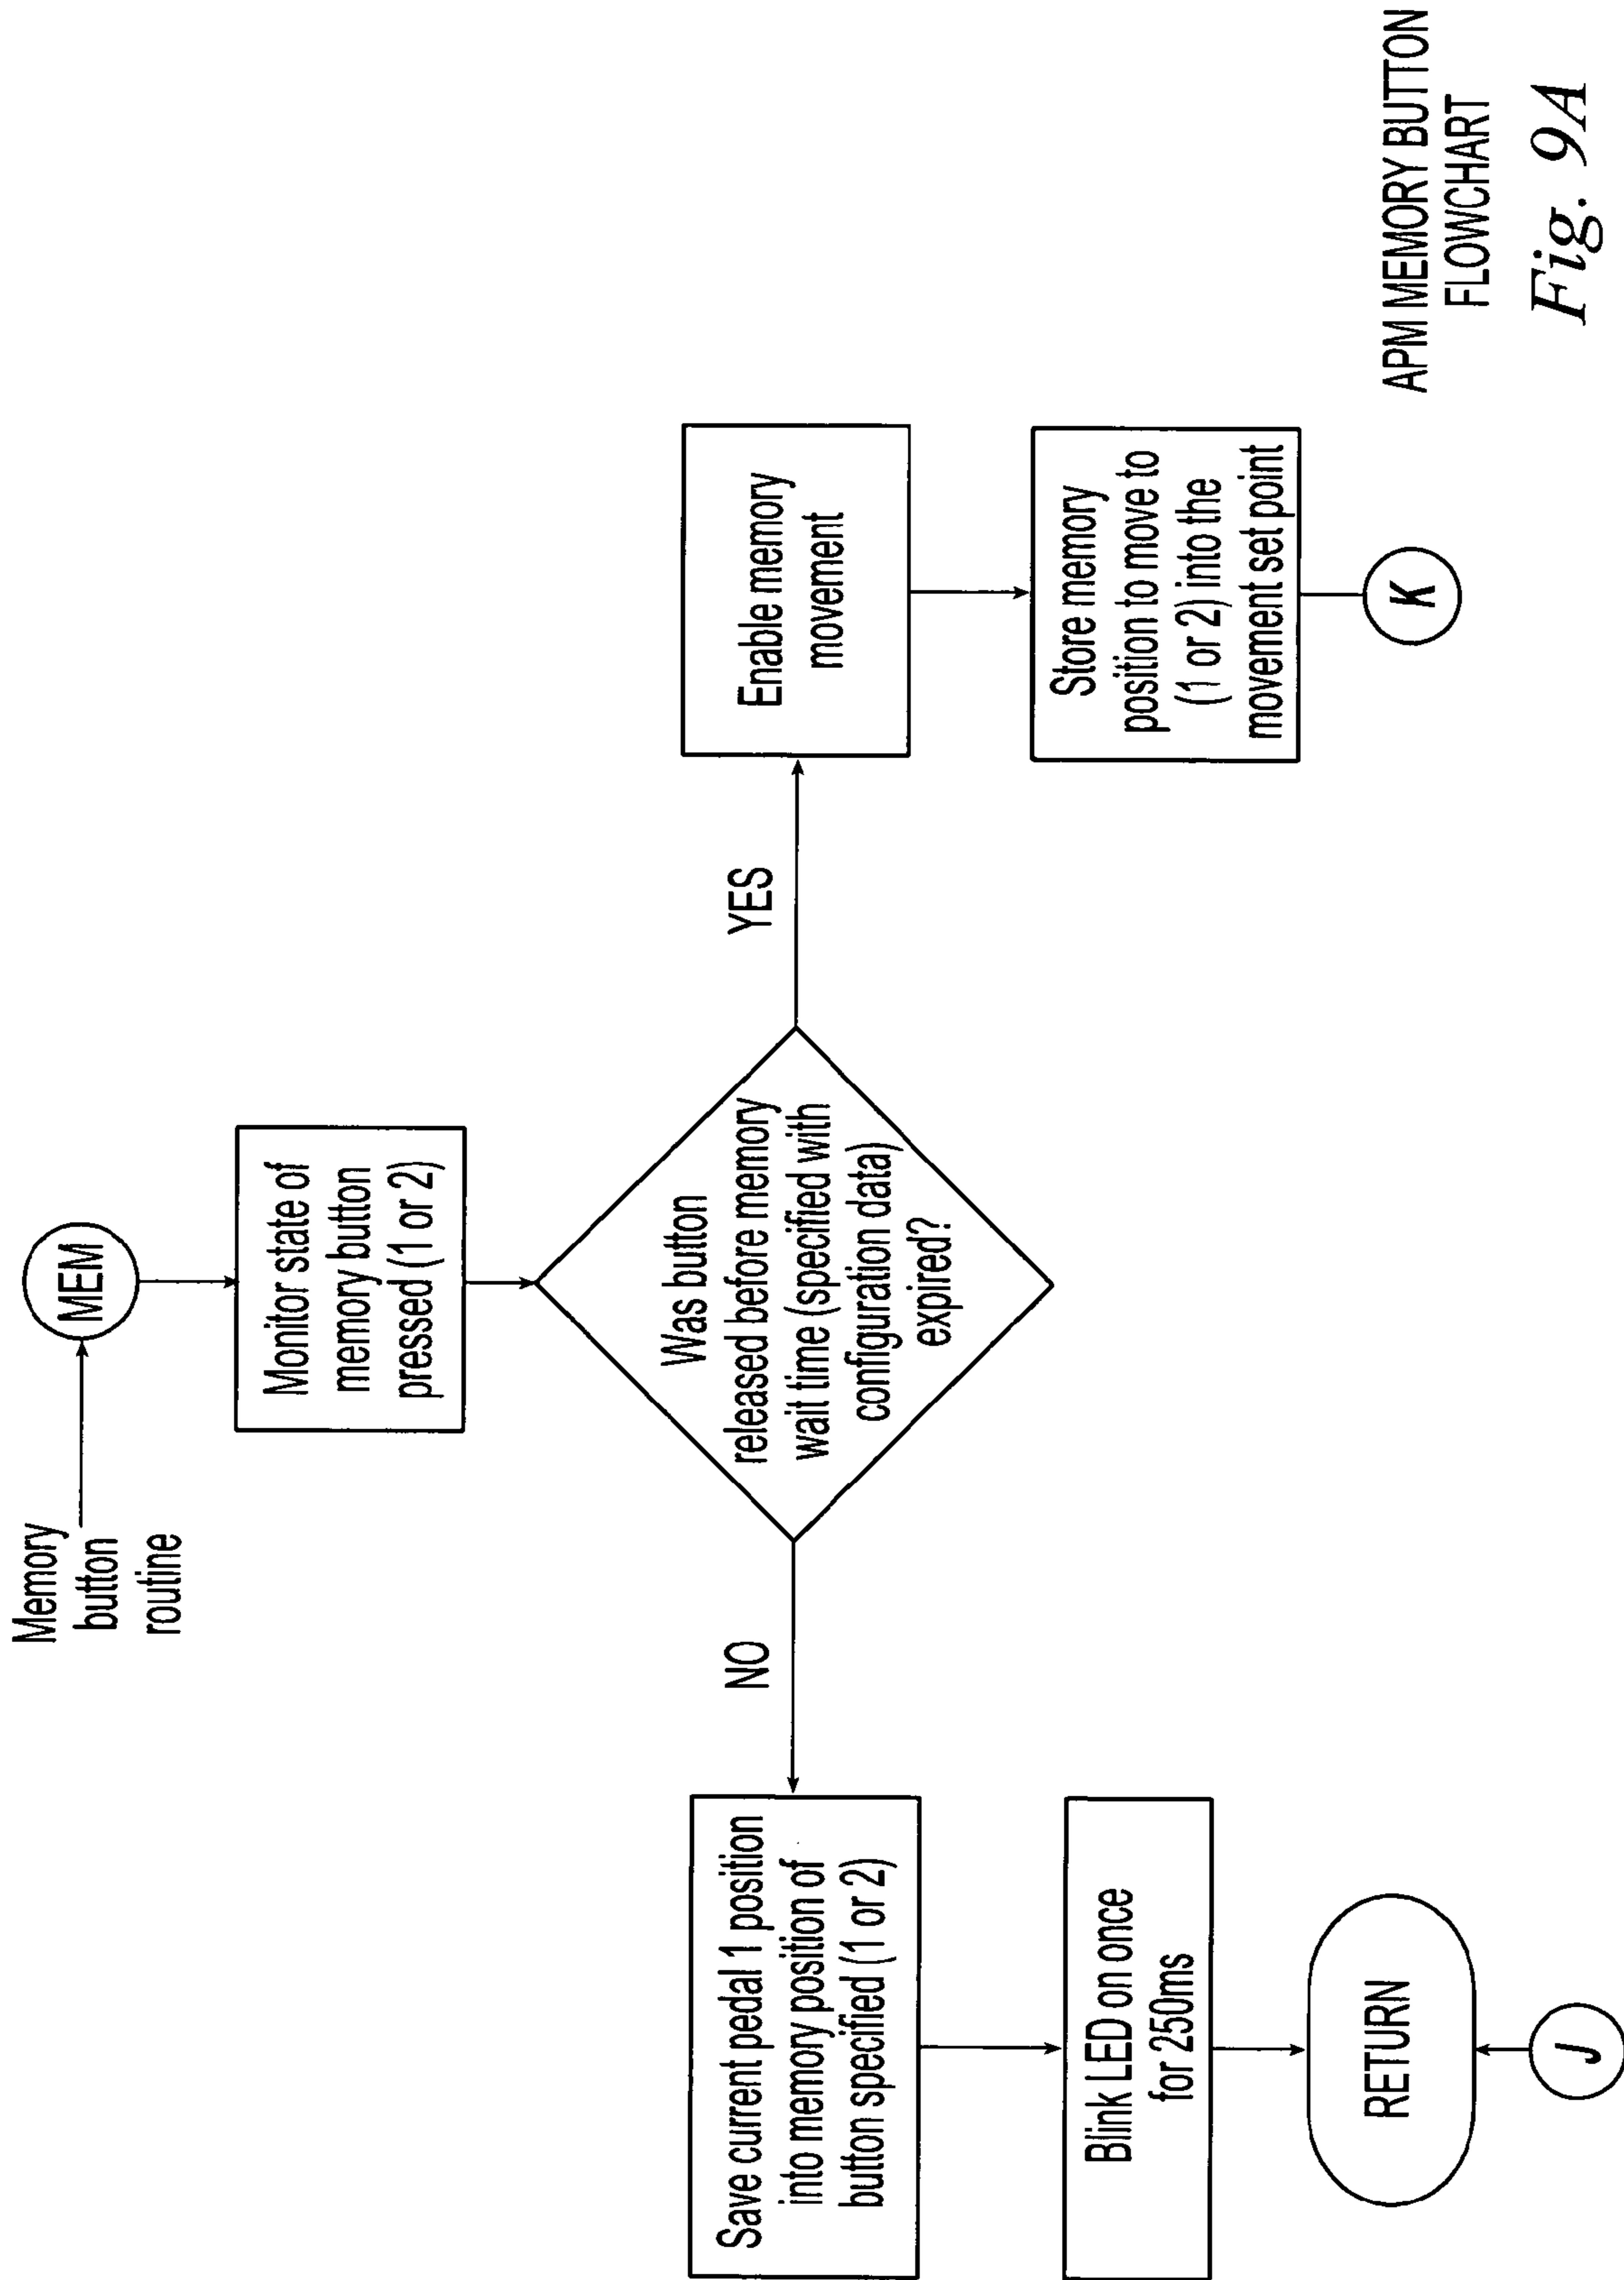 Memory
button
routine
MEM
Monitor state of
memory button
pressed (1 or 2)
Was button
released before memory
wait time (specified with
configuration data)
expired?
NO
YES
Save current pedal 1 position
into memory position of
button specified (1 or 2)
Enable memory
movement
Blink LED on once
for 250ms
Store memory
position to move to
(1 or 2) into the
movement set point
RETURN
K
J
APM MEMORY BUTTON
FLOWCHART
Fig. 9A